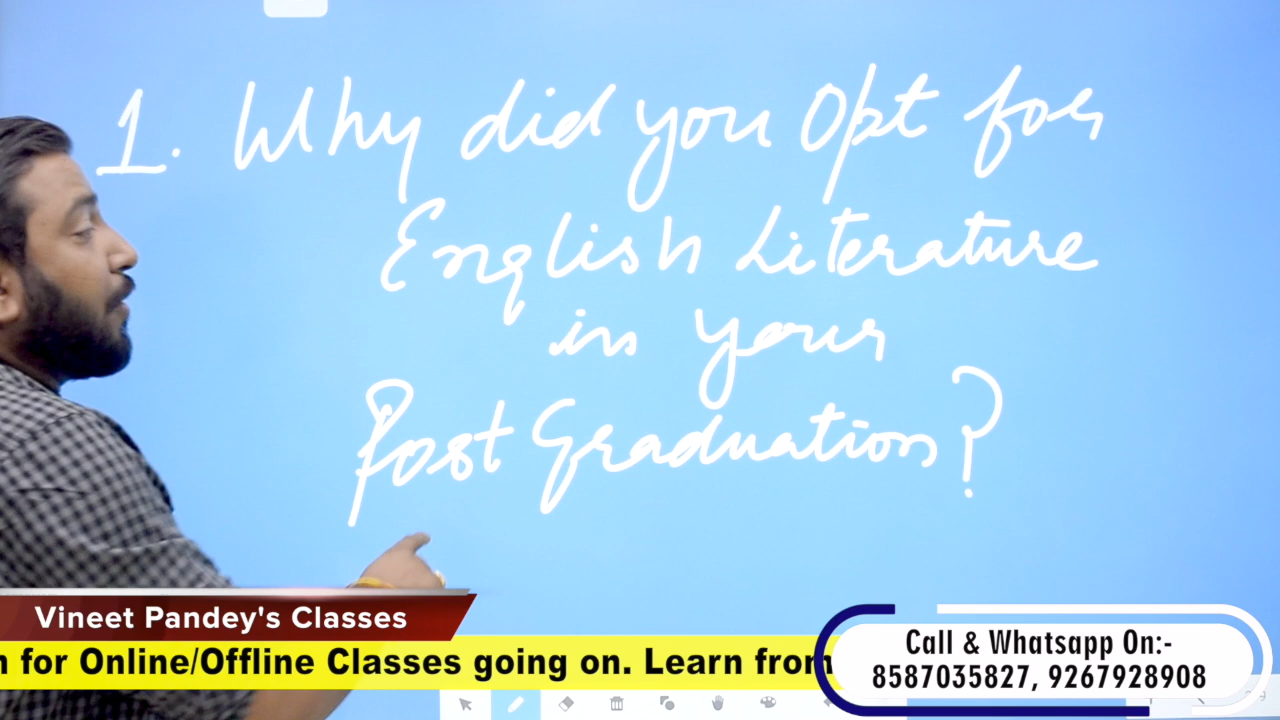 1. Why did you Opt for
English Literature
in your
Post Graduation?
Vineet Pandey's Classes
n for Online/Offline Classes going on. Learn from
Call & Whatsapp On:-
8587035827, 9267928908